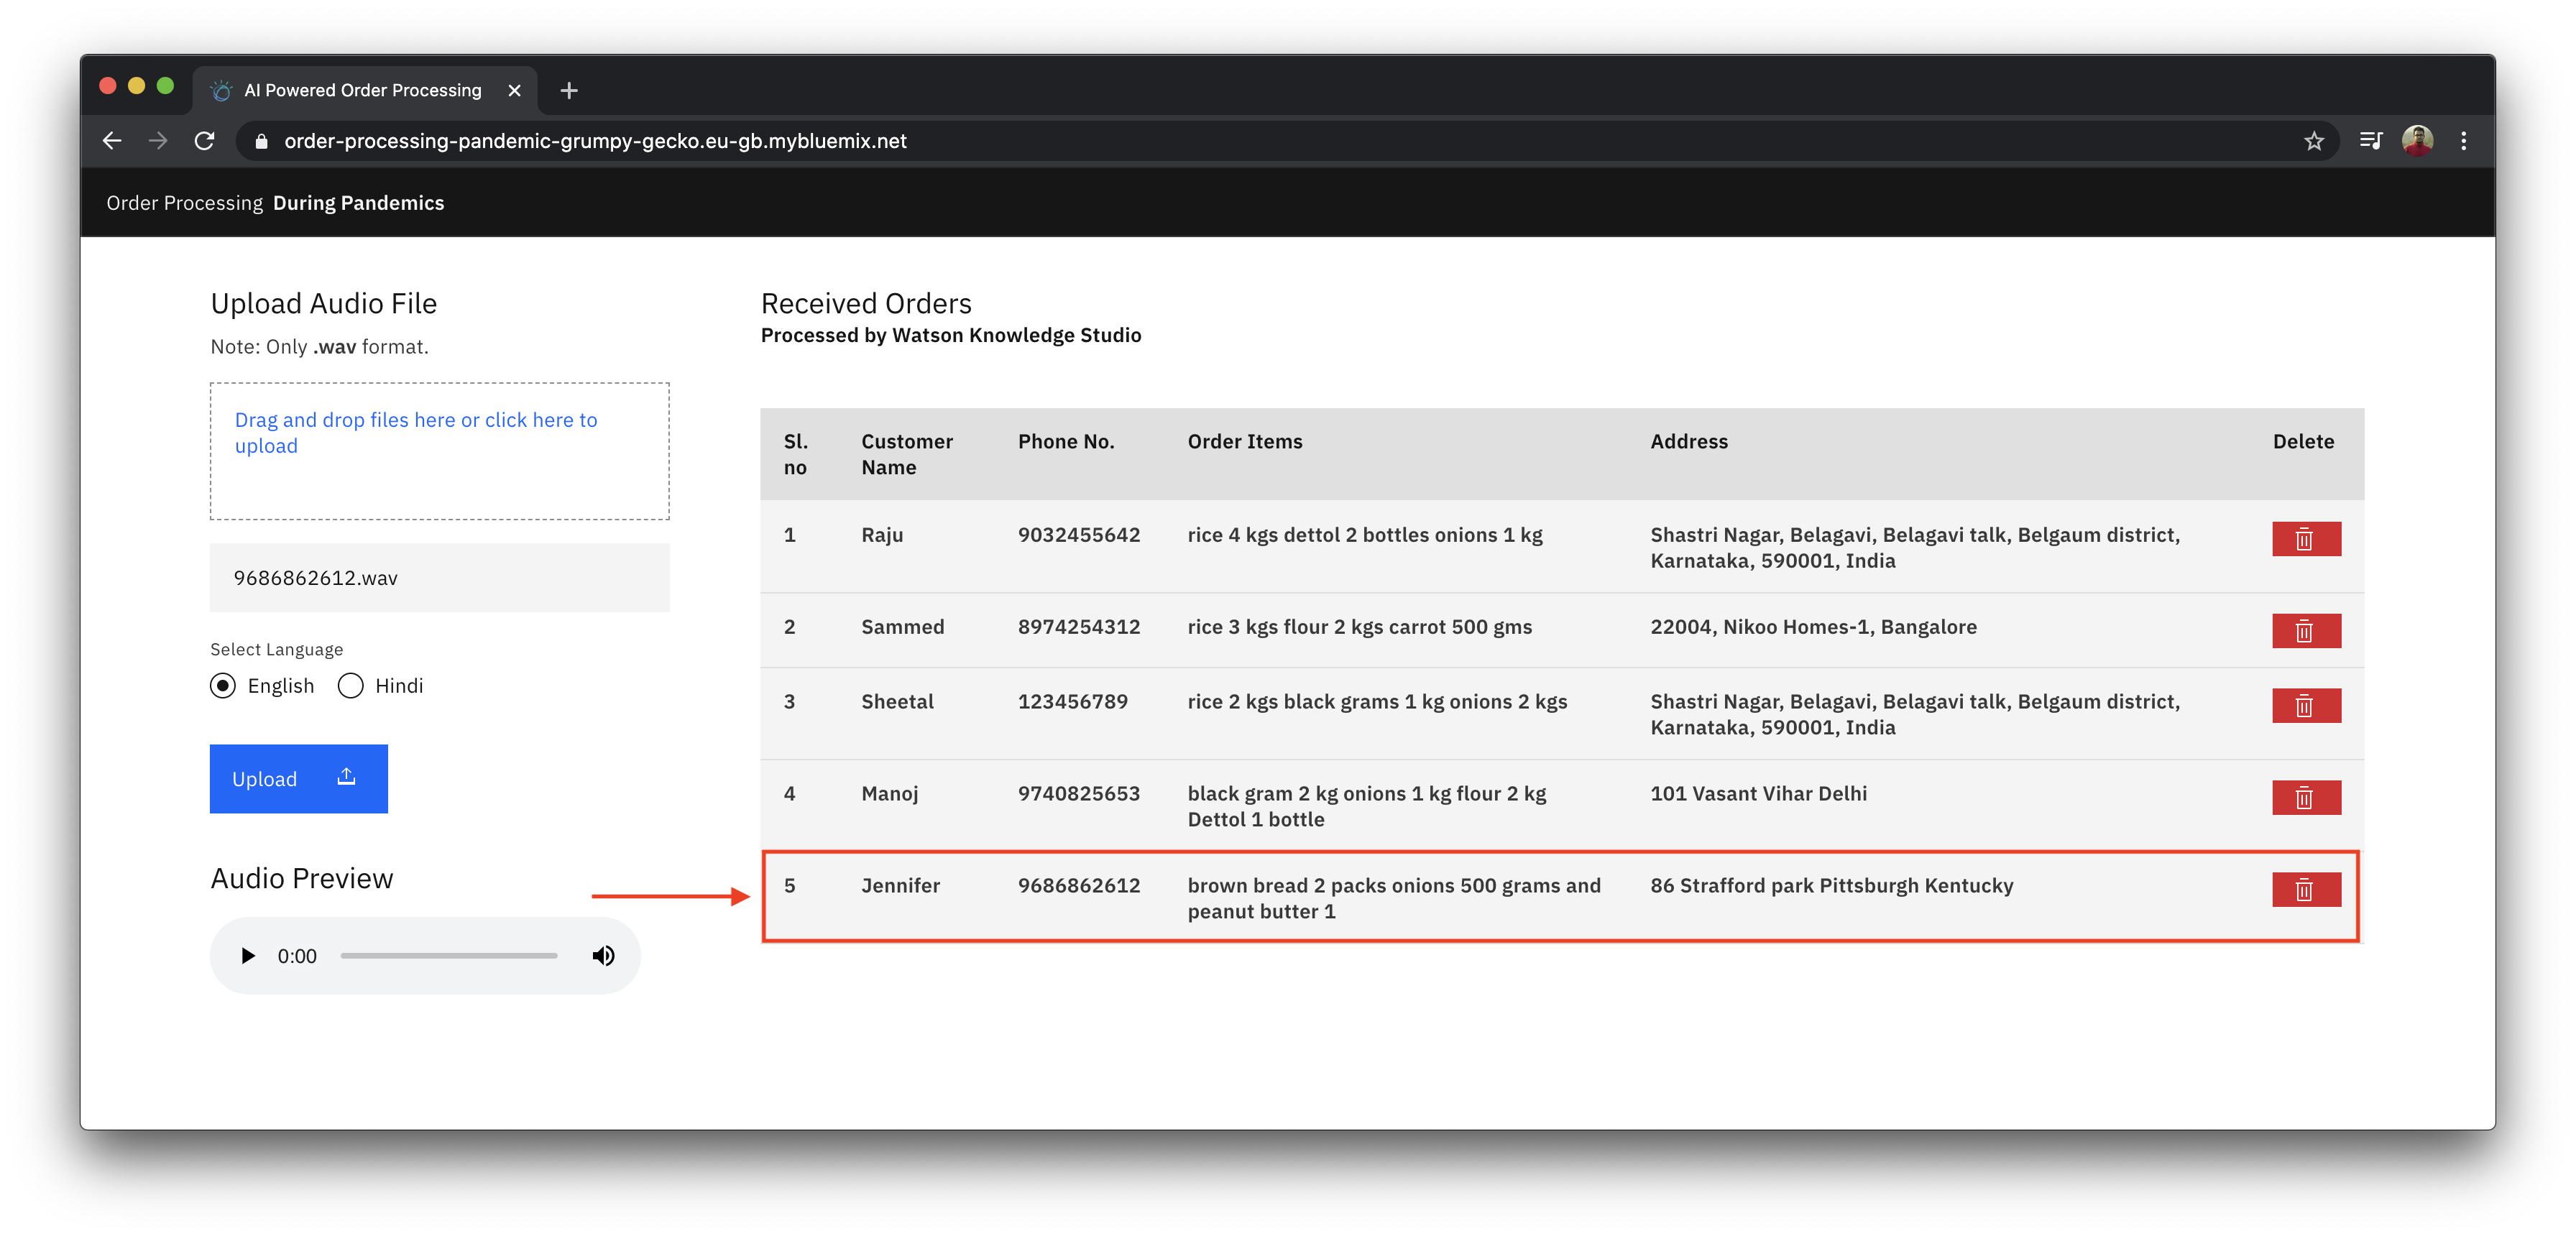 AI Powered Order Processing
order-processing-pandemic-grumpy-gecko.eu-gb.mybluemix.net
Order Processing During Pandemics
Upload Audio File
Note: Only .wav format.
Drag and drop files here or click here to
upload
9686862612.wav
Select Language
English Hindi
Upload
Audio Preview
0:00
Received Orders
Processed by Watson Knowledge Studio
Sl. no Customer Name Phone No. Order Items Address Delete
1 Raju 9032455642 rice 4 kgs dettol 2 bottles onions 1 kg Shastri Nagar, Belagavi, Belagavi talk, Belgaum district,
Karnataka, 590001, India
2 Sammed 8974254312 rice 3 kgs flour 2 kgs carrot 500 gms 22004, Nikoo Homes-1, Bangalore
3 Sheetal 123456789 rice 2 kgs black grams 1 kg onions 2 kgs Shastri Nagar, Belagavi, Belagavi talk, Belgaum district,
Karnataka, 590001, India
4 Manoj 9740825653 black gram 2 kg onions 1 kg flour 2 kg 101 Vasant Vihar Delhi
Dettol 1 bottle
5 Jennifer 9686862612 brown bread 2 packs onions 500 grams and 86 Strafford park Pittsburgh Kentucky
peanut butter 1